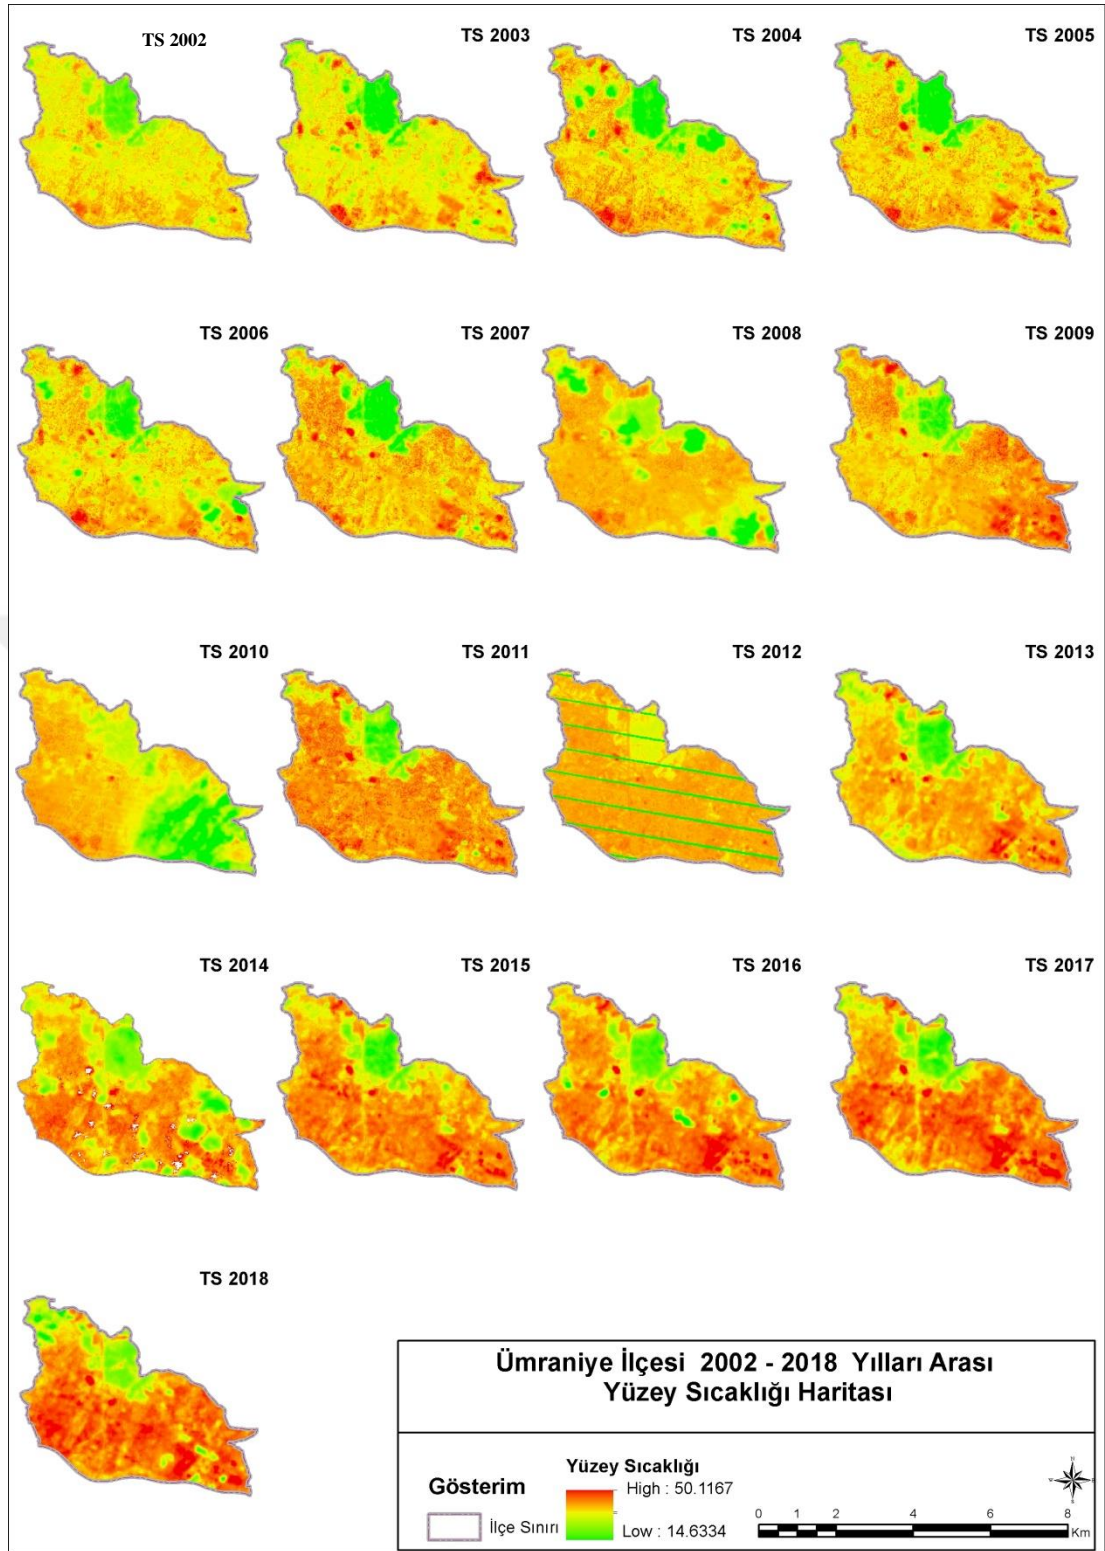 TS 2002
TS 2003
TS 2004
TS 2005
TS 2006
TS 2007
TS 2008
TS 2009
TS 2010
TS 2011
TS 2012
TS 2013
TS 2014
TS 2015
TS 2016
TS 2017
TS 2018
Ümraniye İlçesi 2002 - 2018 Yılları Arası
Yüzey Sıcaklığı Haritası
Gösterim
İlçe Sınırı
Yüzey Sıcaklığı
High : 50.1167
Low : 14.6334
0 1 2 4 6 8
Km